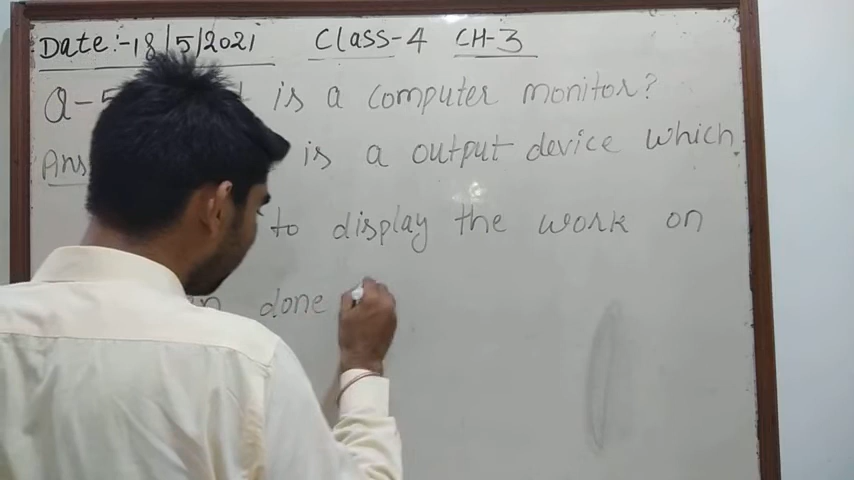 Date:-18/5/2021 Class-4 CH-3
Q-5 is a computer monitor?
Ans is a output device which
to display the work on
done